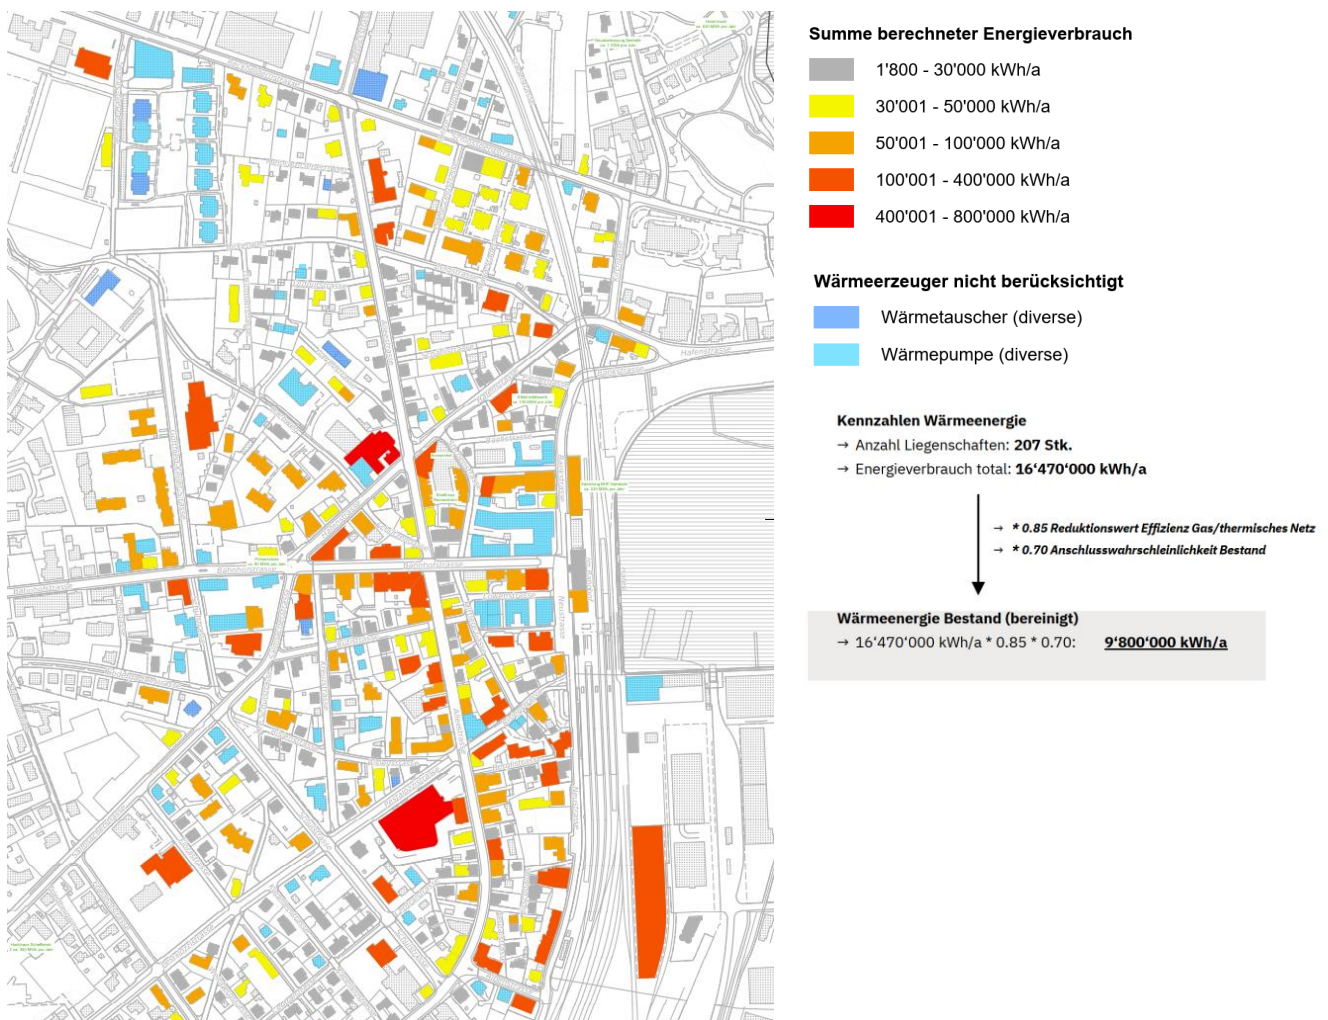 Summe berechneter Energieverbrauch
1'800 - 30'000 kWh/a
30'001 - 50'000 kWh/a
50'001 - 100'000 kWh/a
100'001 - 400'000 kWh/a
400'001 - 800'000 kWh/a
Wärmeerzeuger nicht berücksichtigt
Wärmetauscher (diverse)
Wärmepumpe (diverse)
Kennzahlen Wärmeenergie
→ Anzahl Liegenschaften: 207 Stk.
→ Energieverbrauch total: 16‘470‘000 kWh/a
→ * 0.85 Reduktionswert Effizienz Gas/thermisches Netz
→ * 0.70 Anschlusswahrschleinlichkeit Bestand
Wärmeenergie Bestand (bereinigt)
→ 16‘470‘000 kWh/a * 0.85 * 0.70: 9‘800‘000 kWh/a
Hafenstrasse
Bahnhofstrasse